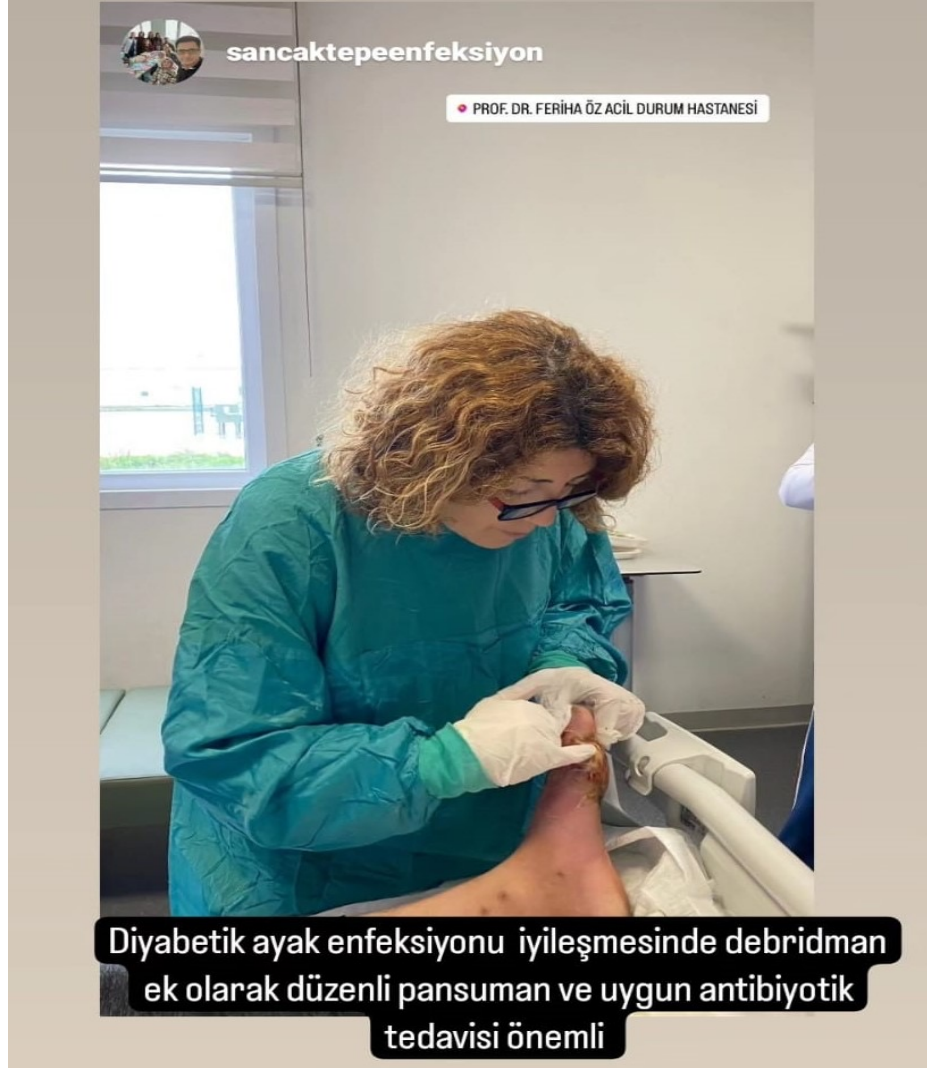 sancaktepeenfeksiyon
PROF. DR. FERİHA ÖZ ACİL DURUM HASTANESİ
Diyabetik ayak enfeksiyonu iyileşmesinde debridman
ek olarak düzenli pansuman ve uygun antibiyotik
tedavisi önemli